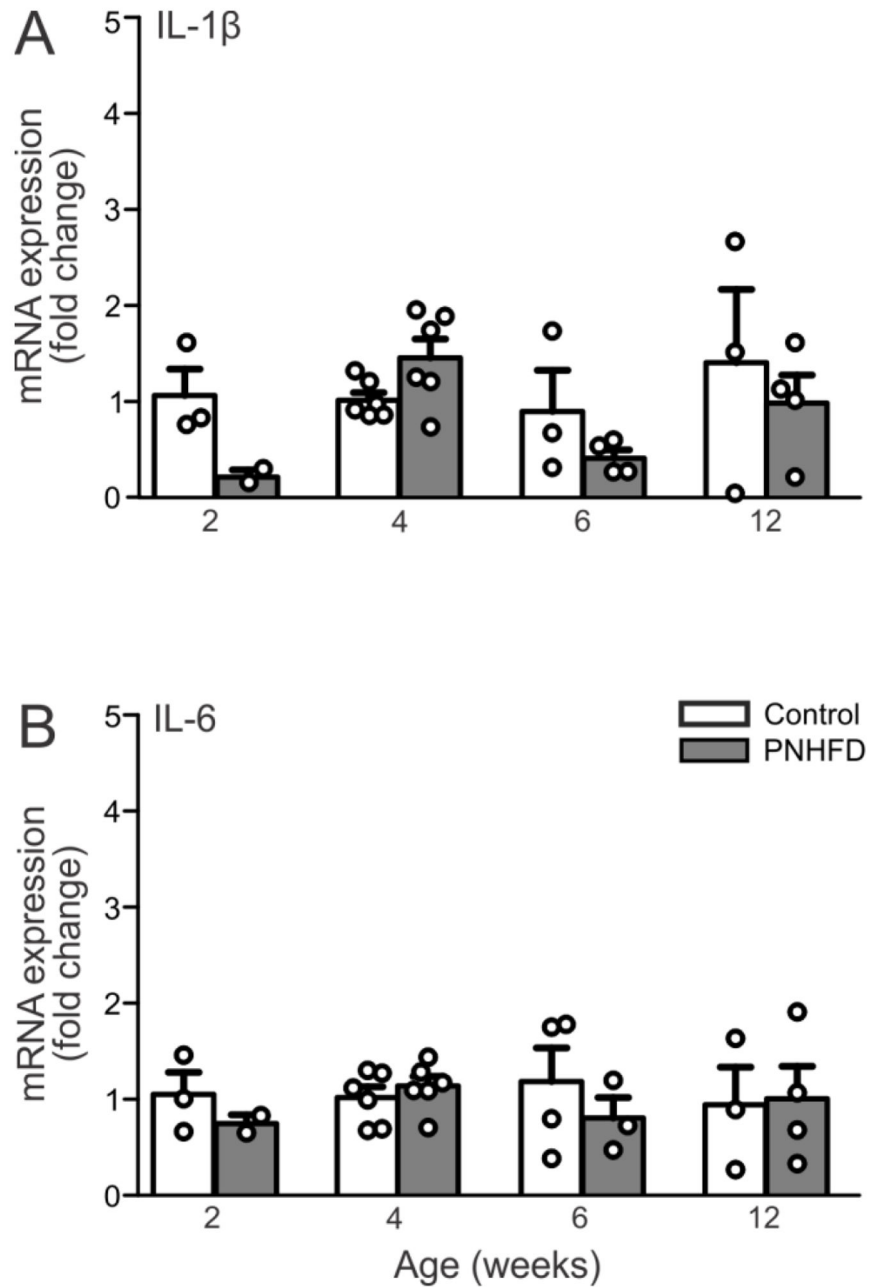 A
IL-1β
mRNA expression
(fold change)
5
4
3
2
1
0
2
4
6
12
B
IL-6
Control
PNHFD
mRNA expression
(fold change)
5
4
3
2
1
0
2
4
6
12
Age (weeks)